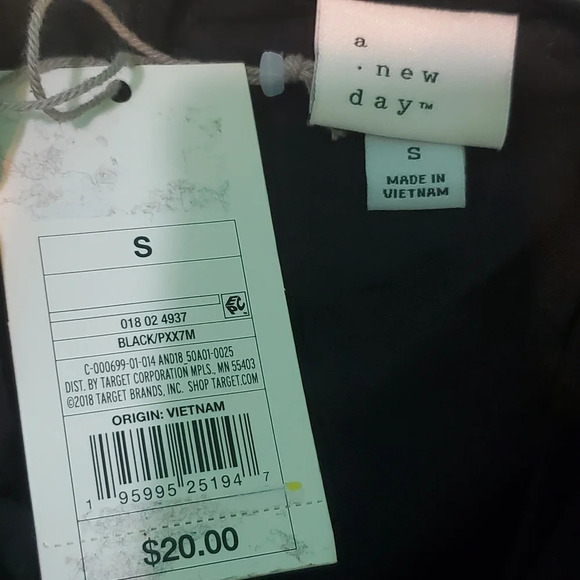 a
· new
day™
S
MADE IN
VIETNAM
S
EPC
018 02 4937
BLACK/PXX7M
C-000699-01-014 AND18_50A01-0025
DIST. BY TARGET CORPORATION MPLS., MN 55403
©2018 TARGET BRANDS, INC. SHOP TARGET.COM
ORIGIN: VIETNAM
1 95995 25194 7
$20.00